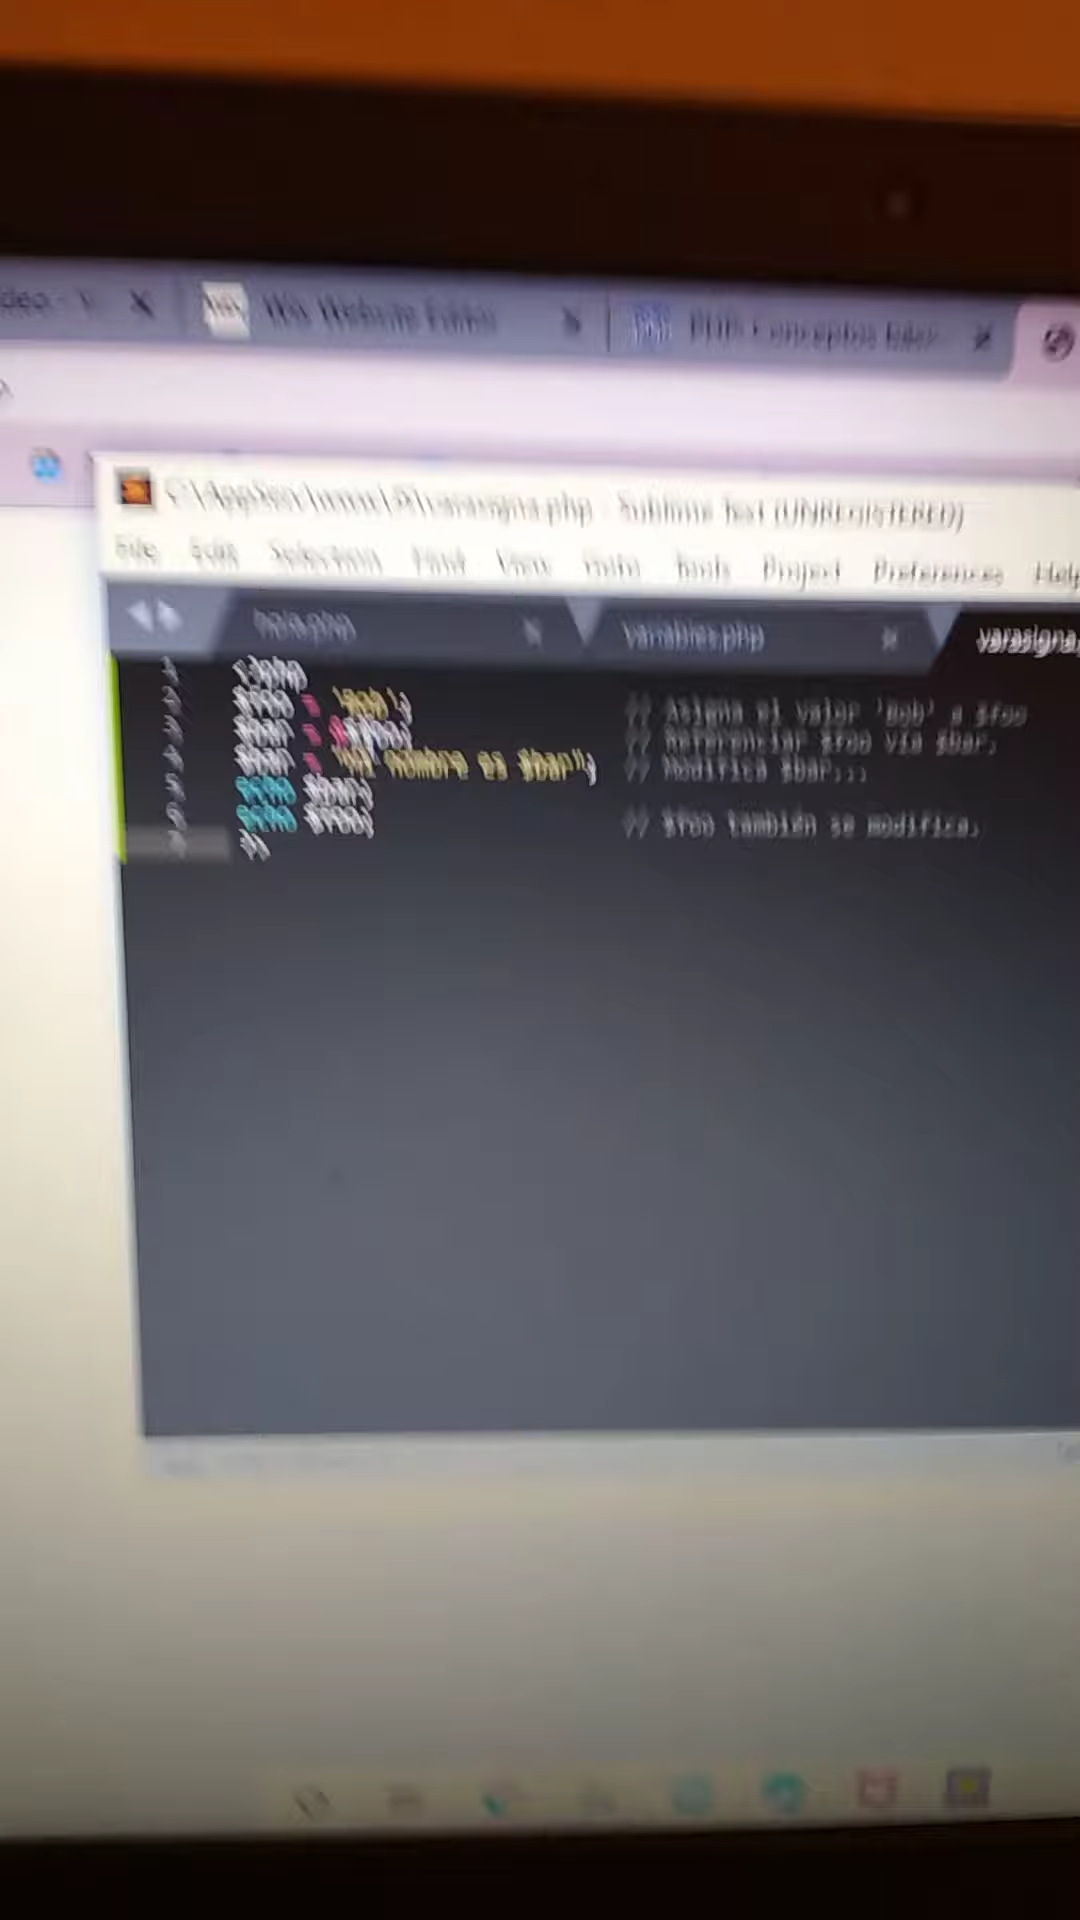 Wix Website Editor
PHP Conceptos
varasigna.php - Sublime Text (UNREGISTERED)
File Edit Selection Find View Goto Tools Project Preferences Help
hola.php variables.php varasigna
<?php
$foo = 'Bob'; // Asigna el valor 'Bob' a $foo
$bar = &$foo; // Referenciar $foo vía $bar.
$bar = "Mi nombre es $bar"; // Modifica $bar...
echo $bar;
echo $foo; // $foo también se modifica.
?>